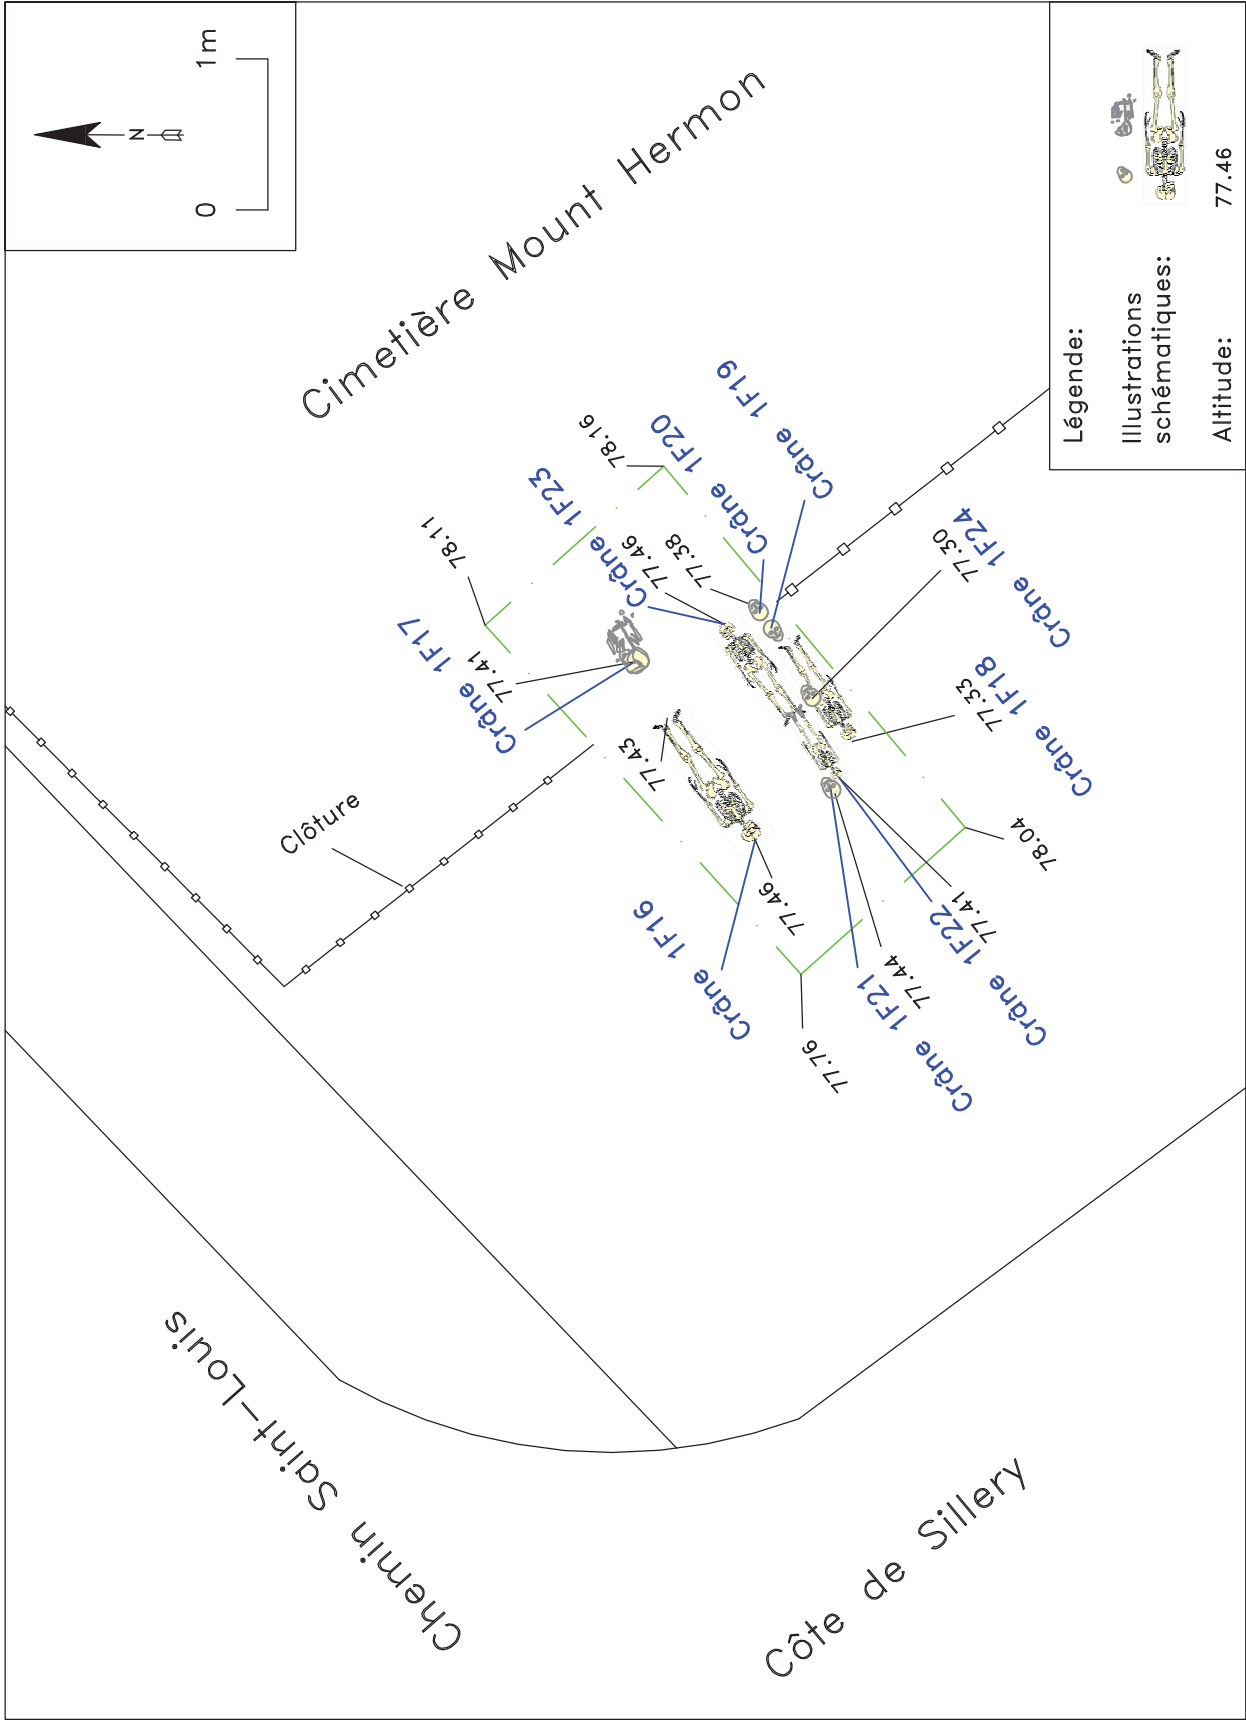 N
0
1m
Cimetière Mount Hermon
Clôture
Chemin Saint-Louis
Côte de Sillery
78.16
78.11
78.04
77.76
Crâne 1F19
Crâne 1F20
77.38
Crâne 1F23
77.46
Crâne 1F17
77.41
77.43
Crâne 1F16
77.46
Crâne 1F21
77.44
Crâne 1F22
77.41
Crâne 1F18
77.33
Crâne 1F24
77.30
Légende:
Illustrations
schématiques:
Altitude: 77.46